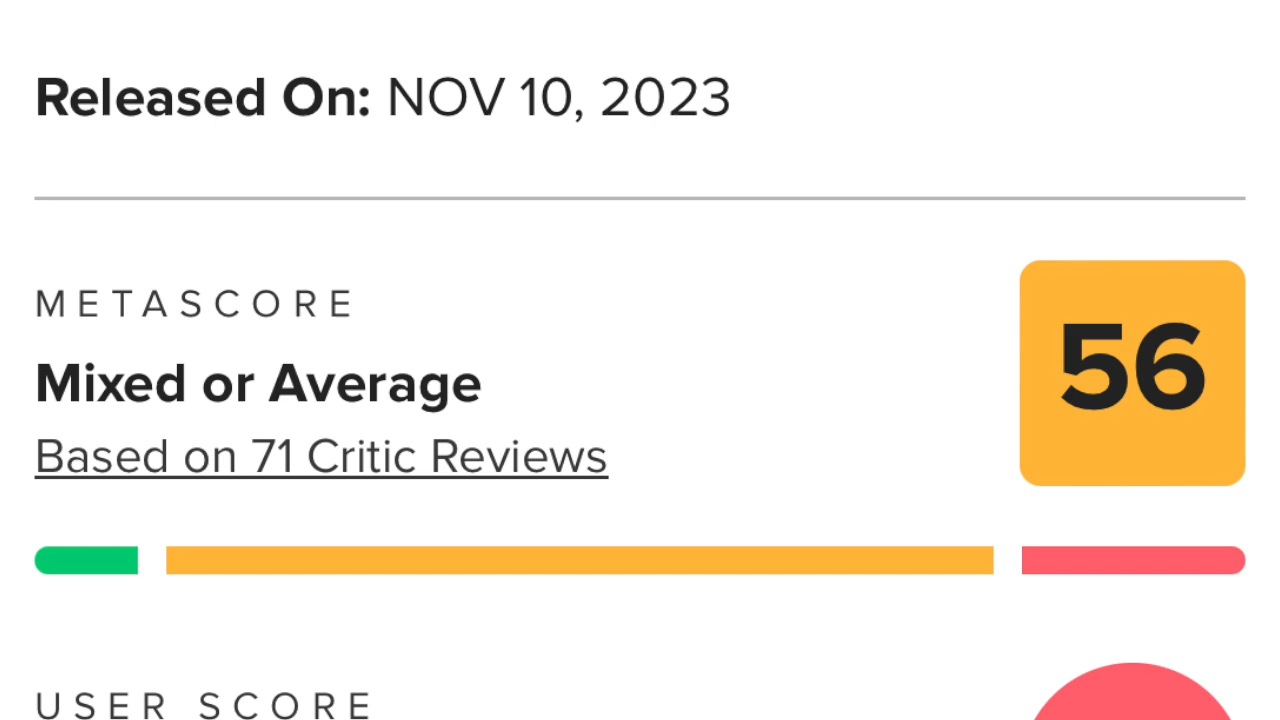 Released On: NOV 10, 2023
METASCORE
Mixed or Average
56
Based on 71 Critic Reviews
USER SCORE